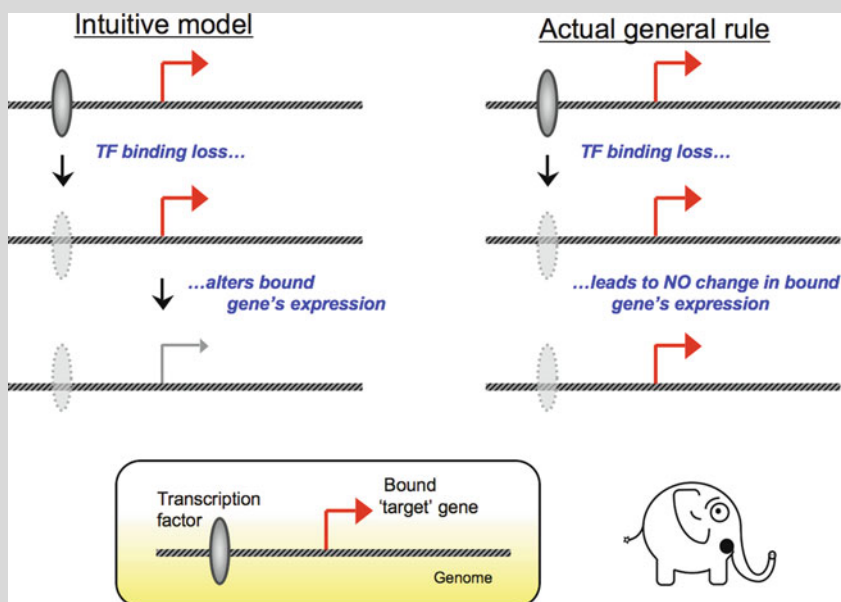 Intuitive model
TF binding loss…
…alters bound
gene's expression
Actual general rule
TF binding loss…
…leads to NO change in bound
gene's expression
Transcription
factor
Bound
'target' gene
Genome